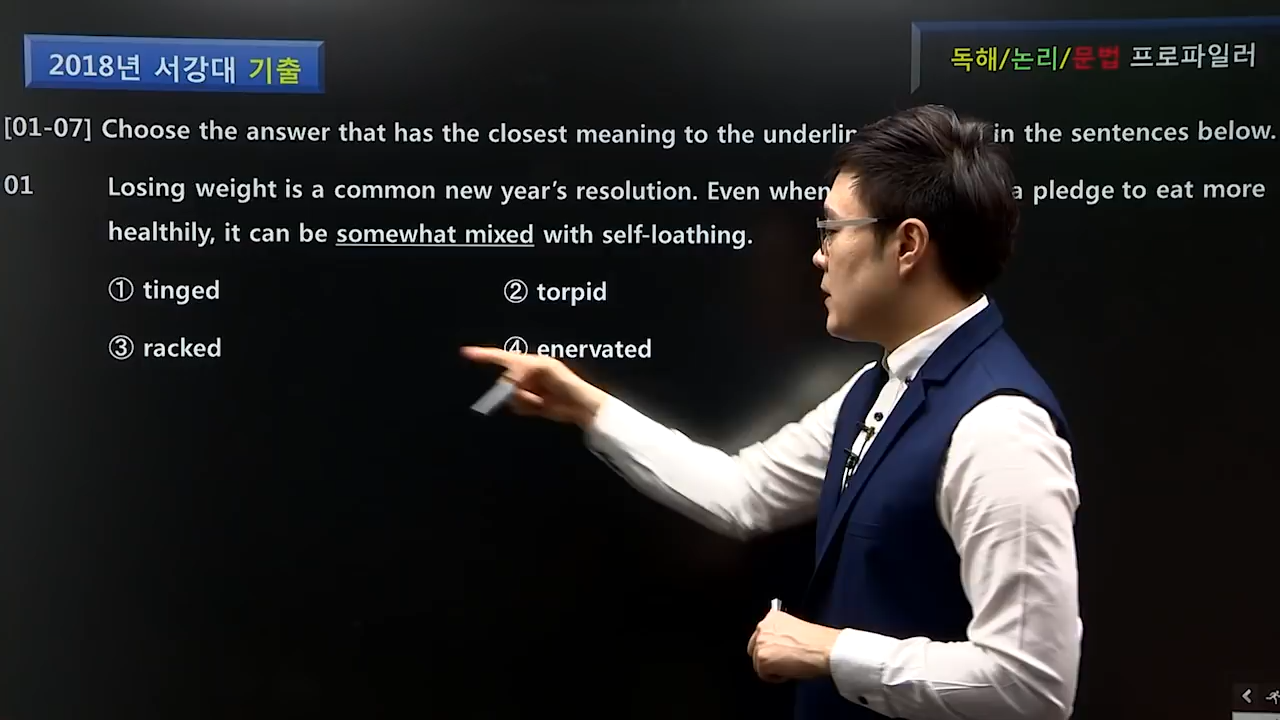 2018년 서강대 기출
독해/논리/문법 프로파일러
[01-07] Choose the answer that has the closest meaning to the in the sentences below.
01
Losing weight is a common new year's resolution. Even when a pledge to eat more
healthily, it can be somewhat mixed with self-loathing.
① tinged
② torpid
③ racked
④ enervated